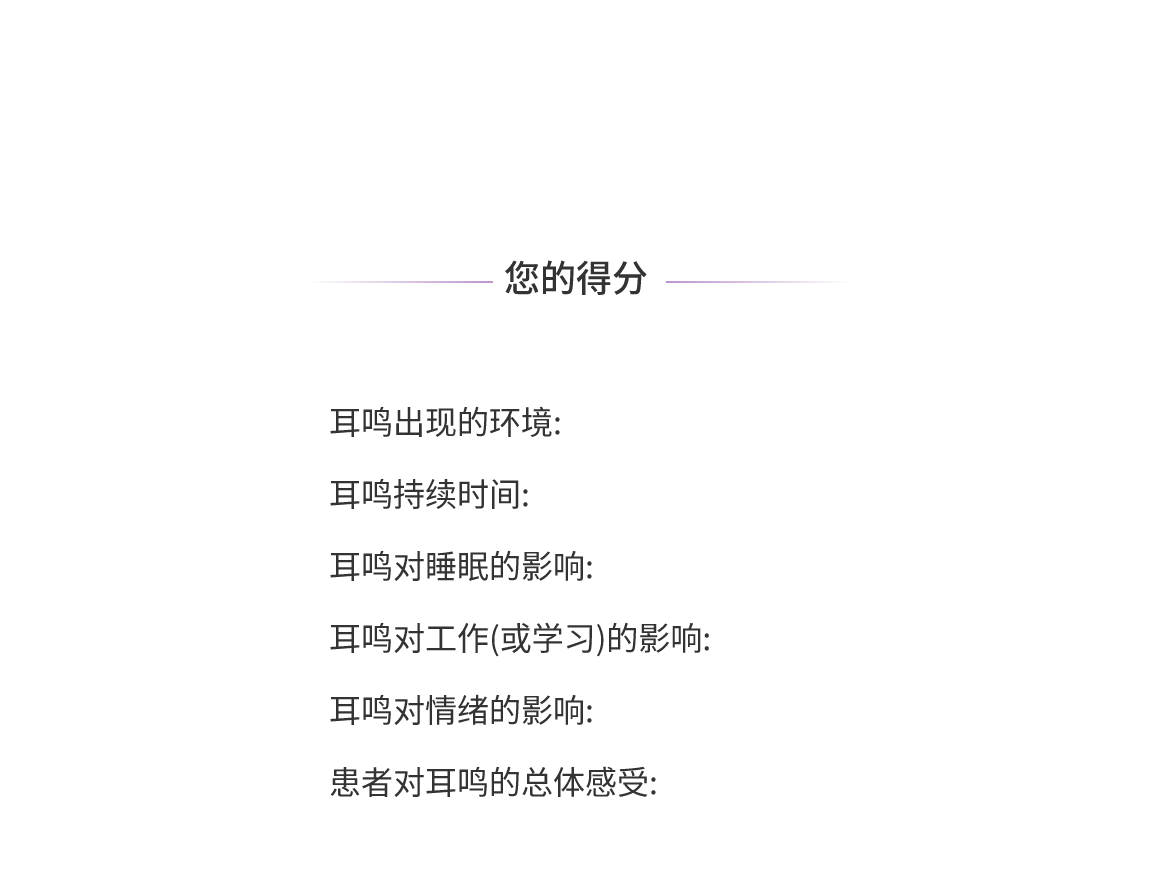 您的得分
耳鸣出现的环境:
耳鸣持续时间:
耳鸣对睡眠的影响:
耳鸣对工作(或学习)的影响:
耳鸣对情绪的影响:
患者对耳鸣的总体感受: